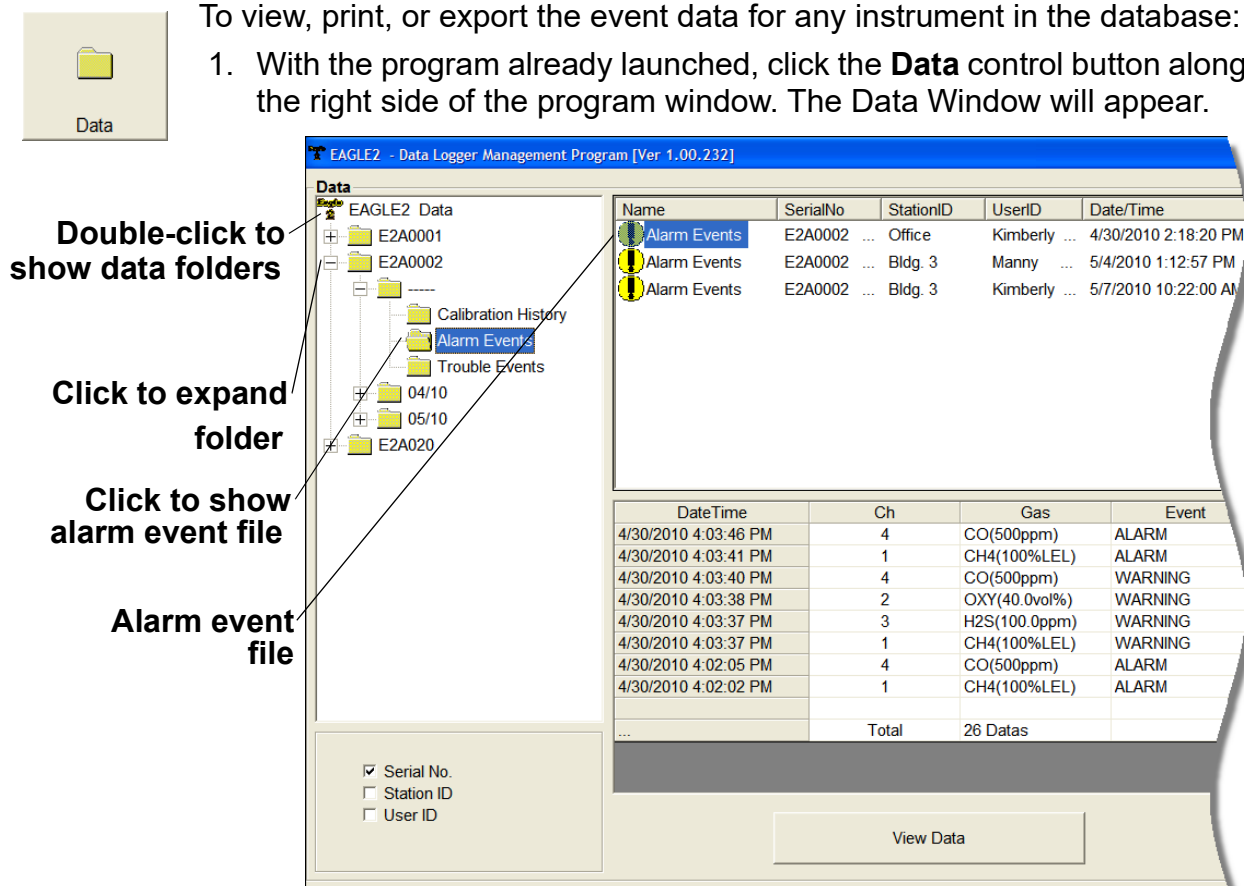 To view, print, or export the event data for any instrument in the database:
Data
1. With the program already launched, click the Data control button along
the right side of the program window. The Data Window will appear.
EAGLE2 - Data Logger Management Program [Ver 1.00.232]
Data
Double-click to
show data folders
Click to expand
folder
Click to show
alarm event file
Alarm event
file
Eagle 2
EAGLE2 Data
E2A0001
E2A0002
-----
Calibration History
Alarm Events
Trouble Events
04/10
05/10
E2A020
Name SerialNo StationID UserID Date/Time
Alarm Events E2A0002 ... Office Kimberly ... 4/30/2010 2:18:20 PM
Alarm Events E2A0002 ... Bldg. 3 Manny ... 5/4/2010 1:12:57 PM
Alarm Events E2A0002 ... Bldg. 3 Kimberly ... 5/7/2010 10:22:00 AM
DateTime Ch Gas Event
4/30/2010 4:03:46 PM 4 CO(500ppm) ALARM
4/30/2010 4:03:41 PM 1 CH4(100%LEL) ALARM
4/30/2010 4:03:40 PM 4 CO(500ppm) WARNING
4/30/2010 4:03:38 PM 2 OXY(40.0vol%) WARNING
4/30/2010 4:03:37 PM 3 H2S(100.0ppm) WARNING
4/30/2010 4:03:37 PM 1 CH4(100%LEL) WARNING
4/30/2010 4:02:05 PM 4 CO(500ppm) ALARM
4/30/2010 4:02:02 PM 1 CH4(100%LEL) ALARM
... Total 26 Datas
Serial No.
Station ID
User ID
View Data